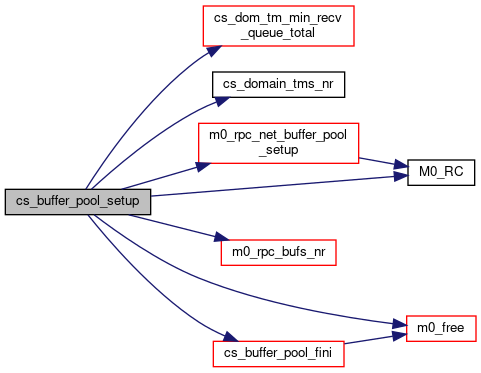 cs_dom_tm_min_recv
_queue_total
cs_domain_tms_nr
m0_rpc_net_buffer_pool
_setup
M0_RC
cs_buffer_pool_setup
m0_rpc_bufs_nr
m0_free
cs_buffer_pool_fini